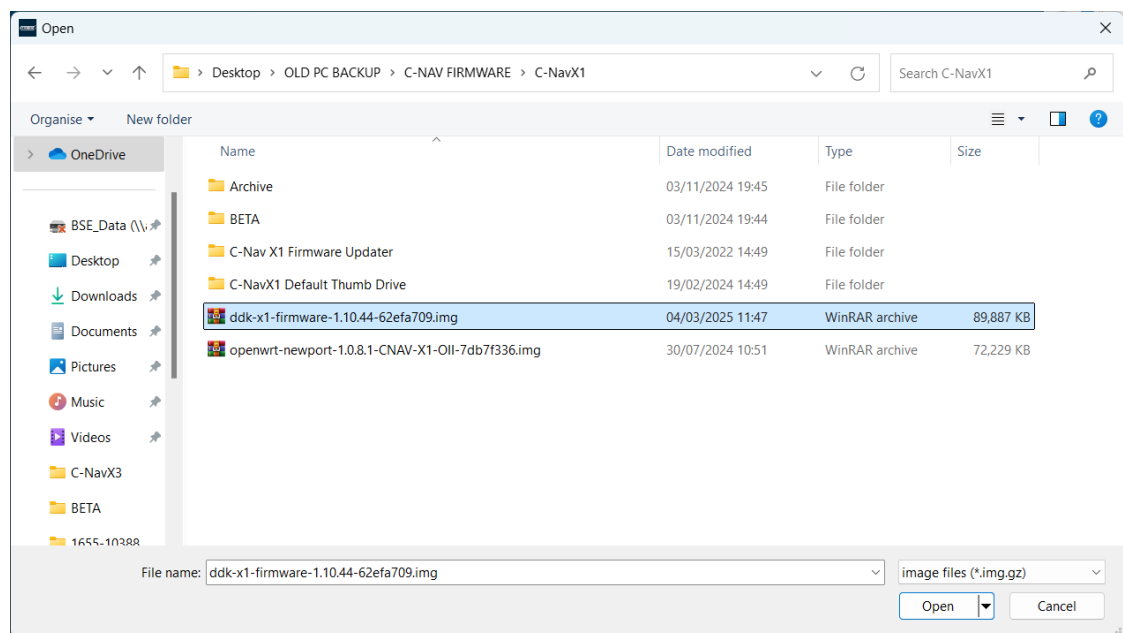 Open
Desktop > OLD PC BACKUP > C-NAV FIRMWARE > C-NavX1
Search C-NavX1
Organise New folder
OneDrive
Name Date modified Type Size
Archive 03/11/2024 19:45 File folder
BETA 03/11/2024 19:44 File folder
BSE_Data (\\
C-Nav X1 Firmware Updater 15/03/2022 14:49 File folder
Desktop
C-NavX1 Default Thumb Drive 19/02/2024 14:49 File folder
Downloads
ddk-x1-firmware-1.10.44-62efa709.img 04/03/2025 11:47 WinRAR archive 89,887 KB
Documents
openwrt-newport-1.0.8.1-CNAV-X1-OII-7db7f336.img 30/07/2024 10:51 WinRAR archive 72,229 KB
Pictures
Music
Videos
C-NavX3
BETA
1655-10388
File name: ddk-x1-firmware-1.10.44-62efa709.img image files (*.img.gz)
Open Cancel